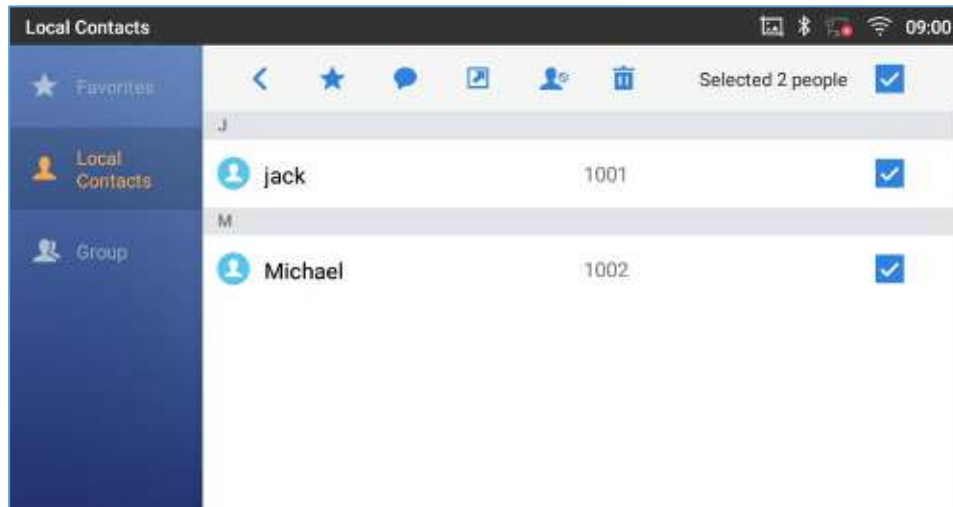 Local Contacts
09:00
Favorites
Selected 2 people
J
Local
Contacts
jack
1001
M
Group
Michael
1002